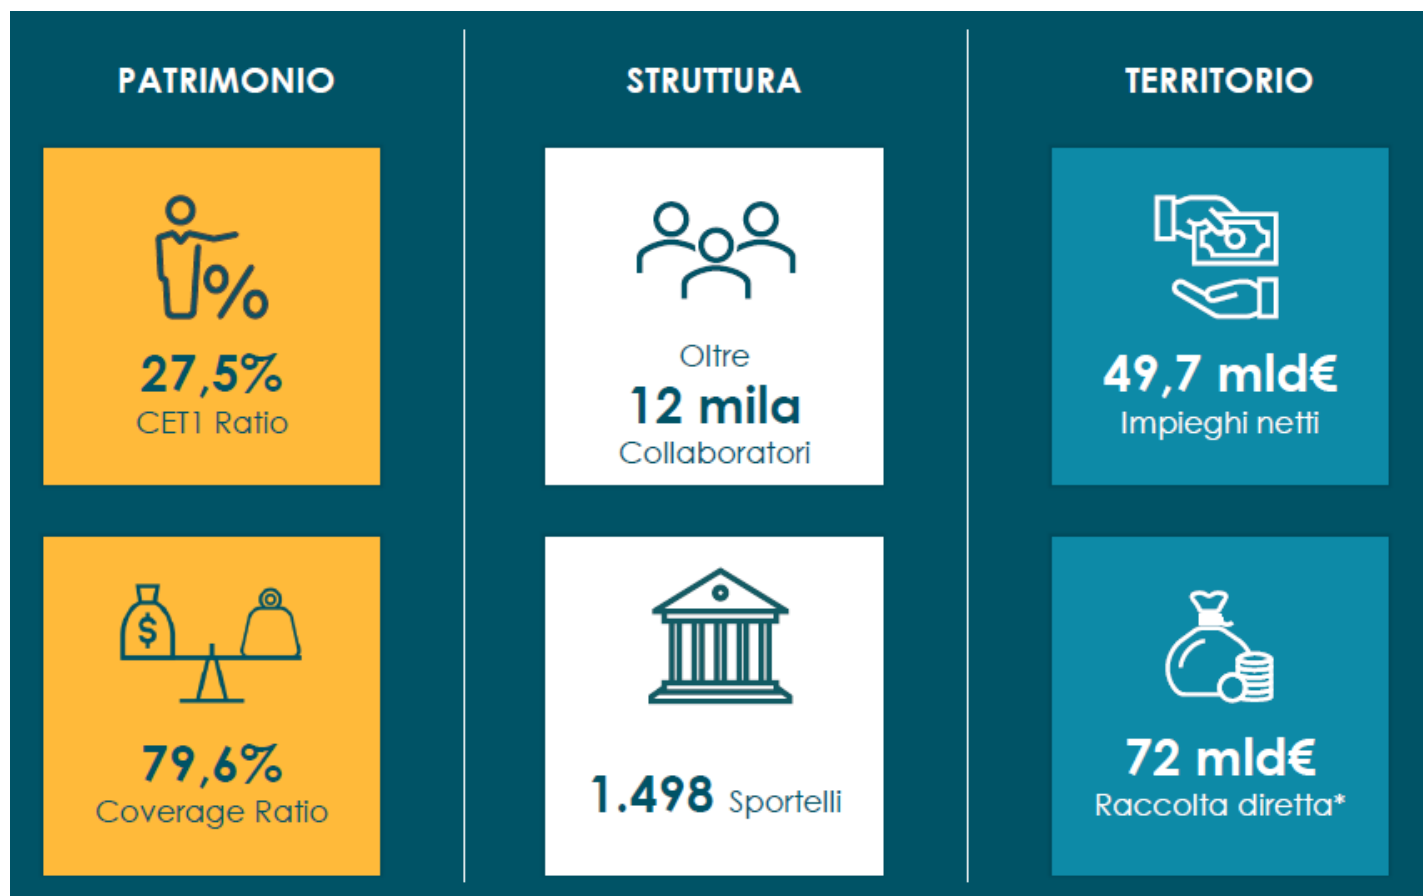 PATRIMONIO
27,5%
CET1 Ratio
79,6%
Coverage Ratio
STRUTTURA
Oltre
12 mila
Collaboratori
1.498 Sportelli
TERRITORIO
49,7 mld€
Impieghi netti
72 mld€
Raccolta diretta*